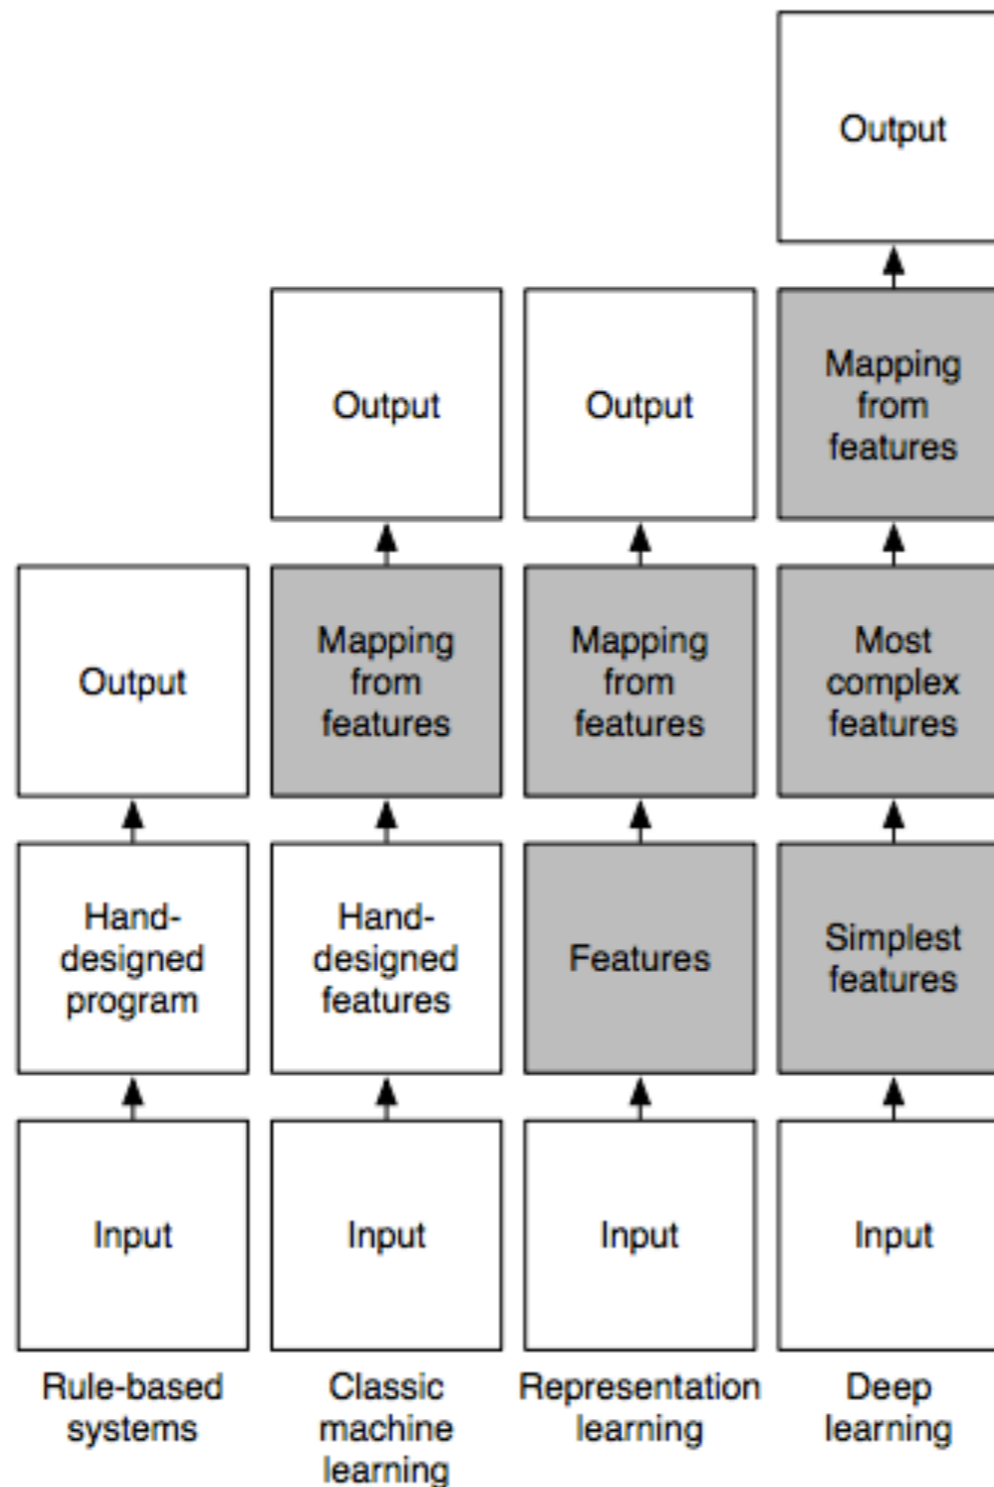 Output
Mapping
from
features
Most
complex
features
Simplest
features
Input
Deep
learning
Output
Mapping
from
features
Features
Input
Representation
learning
Output
Mapping
from
features
Hand-
designed
features
Input
Classic
machine
learning
Output
Hand-
designed
program
Input
Rule-based
systems